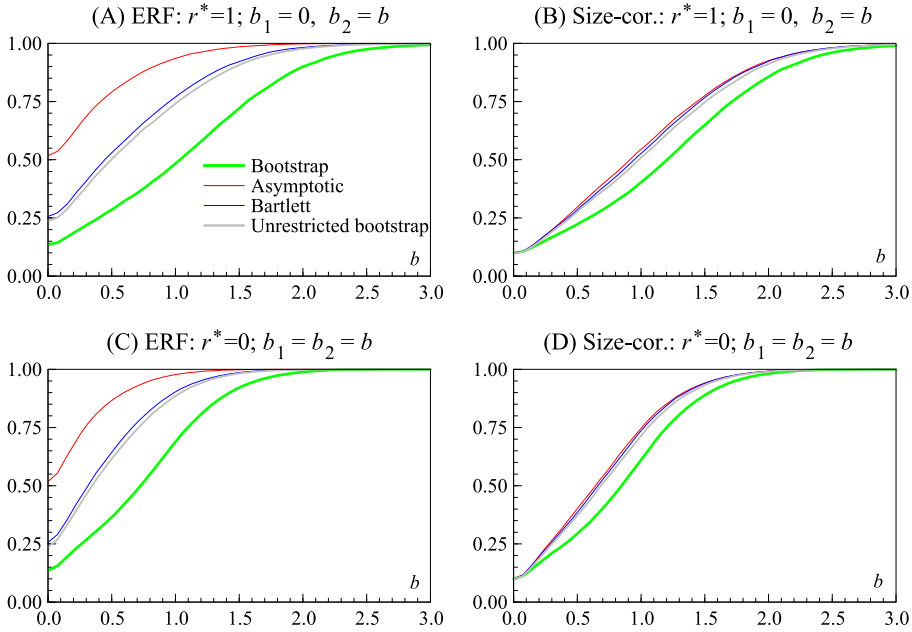 (A) ERF: r*=1; b₁ = 0, b₂ = b
(B) Size-cor.: r*=1; b₁ = 0, b₂ = b
1.00
0.75
0.50
0.25
0.00
Bootstrap
Asymptotic
Bartlett
Unrestricted bootstrap
b
0.0 0.5 1.0 1.5 2.0 2.5 3.0
1.00
0.75
0.50
0.25
0.00
b
0.0 0.5 1.0 1.5 2.0 2.5 3.0
(C) ERF: r*=0; b₁ = b₂ = b
(D) Size-cor.: r*=0; b₁ = b₂ = b
1.00
0.75
0.50
0.25
0.00
b
0.0 0.5 1.0 1.5 2.0 2.5 3.0
1.00
0.75
0.50
0.25
0.00
b
0.0 0.5 1.0 1.5 2.0 2.5 3.0